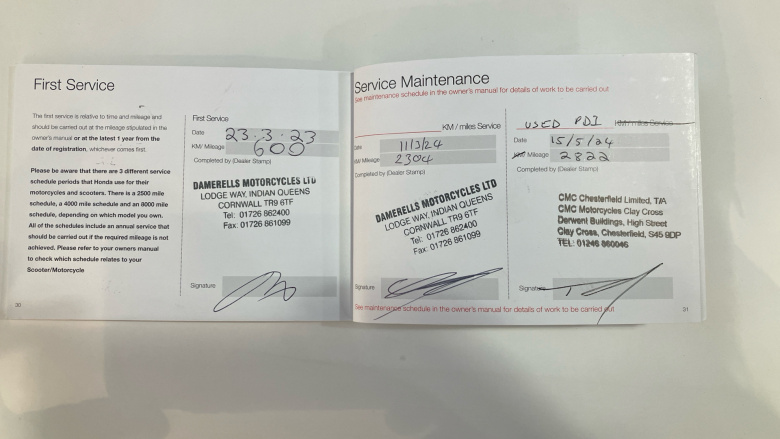 First Service
The first service is relative to time and mileage and
should be carried out at the mileage stipulated in the
owner's manual or at the latest 1 year from the
date of registration, whichever comes first.
Please be aware that there are 3 different service
schedule periods that Honda use for their
motorcycles and scooters. There is a 2500 mile
schedule, a 4000 mile schedule and an 8000 mile
schedule, depending on which model you own.
All of the schedules include an annual service that
should be carried out if the required mileage is not
achieved. Please refer to your owners manual
to check which schedule relates to your
Scooter/Motorcycle
30
First Service
Date 23.3.23
KM/ Mileage 600
Completed by (Dealer Stamp)
DAMERELLS MOTORCYCLES LTD
LODGE WAY, INDIAN QUEENS
CORNWALL TR9 6TF
Tel: 01726 862400
Fax: 01726 861099
Signature
Service Maintenance
See maintenance schedule in the owner's manual for details of work to be carried out
KM / miles Service
Date 11/3/24
KM/ Mileage 2304
Completed by (Dealer Stamp)
DAMERELLS MOTORCYCLES LTD
LODGE WAY, INDIAN QUEENS
CORNWALL TR9 6TF
Tel: 01726 862400
Fax: 01726 861099
Signature
USED PDI KM / miles Service
Date 15/5/24
KM/ Mileage 2822
Completed by (Dealer Stamp)
CMC Chesterfield Limited, T/A
CMC Motorcycles Clay Cross
Derwent Buildings, High Street
Clay Cross, Chesterfield, S45 9DP
TEL: 01246 860046
Signature
See maintenance schedule in the owner's manual for details of work to be carried out
31